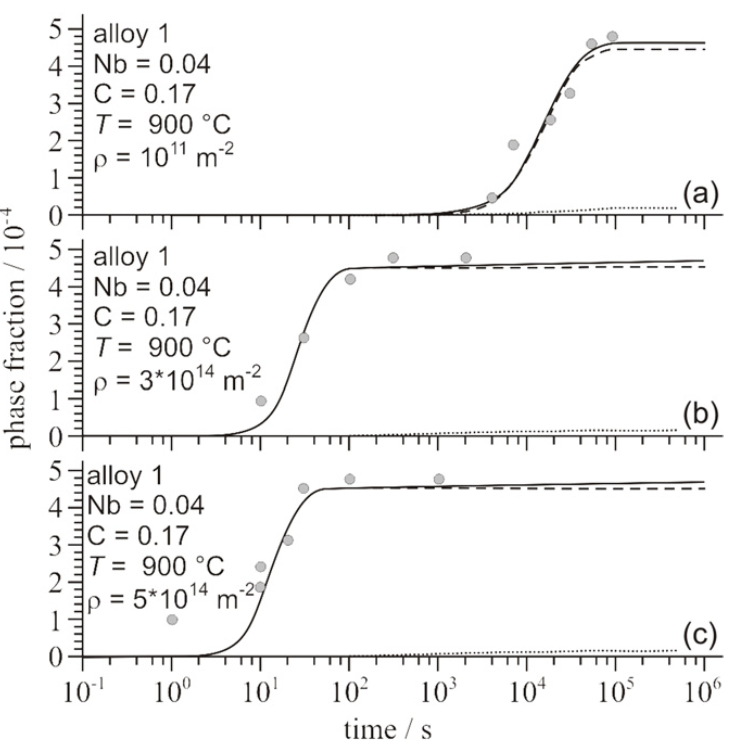 phase fraction / 10⁻⁴
5
4
3
2
1
0
alloy 1
Nb = 0.04
C = 0.17
T = 900 °C
ρ = 10¹¹ m⁻²
(a)
5
4
3
2
1
0
alloy 1
Nb = 0.04
C = 0.17
T = 900 °C
ρ = 3*10¹⁴ m⁻²
(b)
5
4
3
2
1
0
alloy 1
Nb = 0.04
C = 0.17
T = 900 °C
ρ = 5*10¹⁴ m⁻²
(c)
10⁻¹ 10⁰ 10¹ 10² 10³ 10⁴ 10⁵ 10⁶
time / s